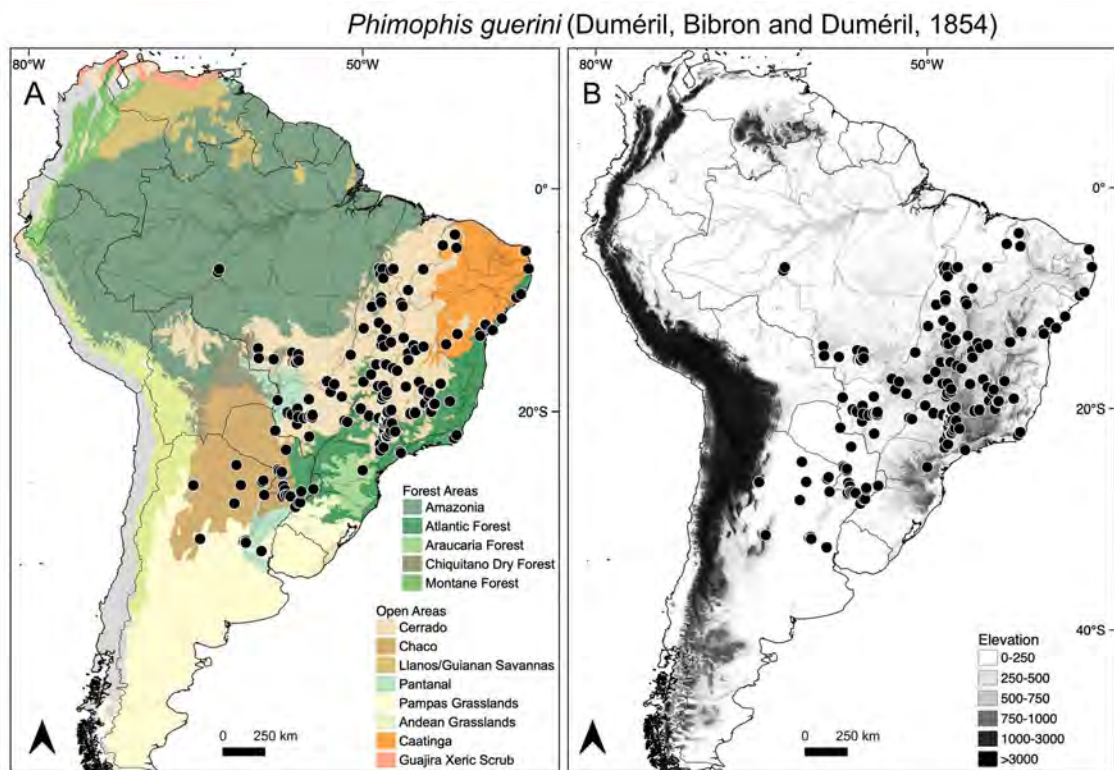 Phimophis guerini (Duméril, Bibron and Duméril, 1854)
80°W
50°W
A
0°
20°S
Forest Areas
Amazonia
Atlantic Forest
Araucaria Forest
Chiquitano Dry Forest
Montane Forest
Open Areas
Cerrado
Chaco
Llanos/Guianan Savannas
Pantanal
Pampas Grasslands
Andean Grasslands
Caatinga
Guajira Xeric Scrub
250 km
80°W
50°W
B
0°
20°S
40°S
Elevation
0-250
250-500
500-750
750-1000
1000-3000
>3000
250 km